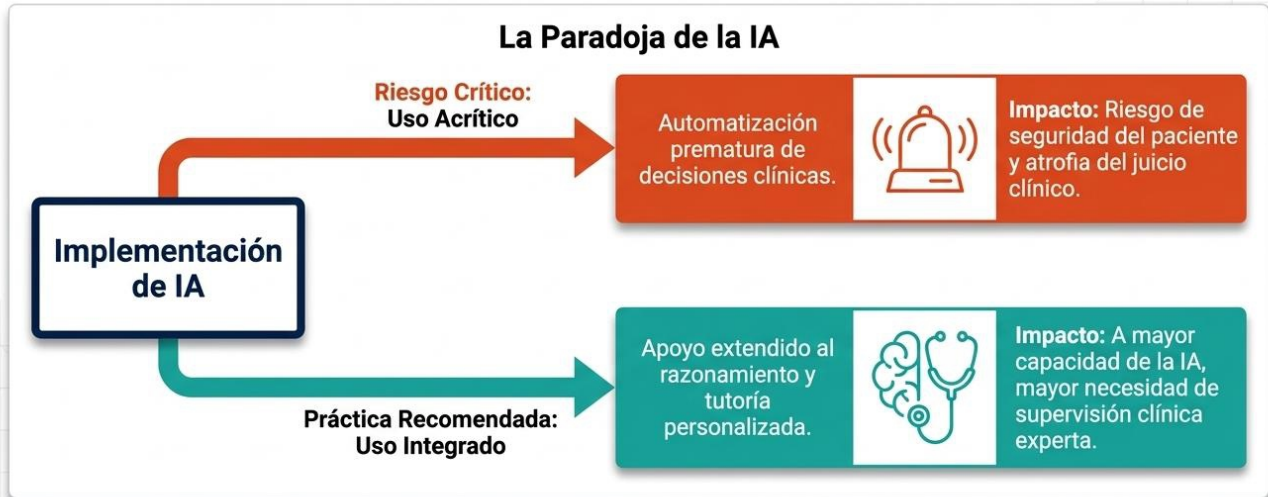 La Paradoja de la IA
Riesgo Crítico:
Uso Acrítico
Automatización
prematura de
decisiones clínicas.
Impacto: Riesgo de
seguridad del paciente
y atrofia del juicio
clínico.
Implementación
de IA
Práctica Recomendada:
Uso Integrado
Apoyo extendido al
razonamiento y
tutoría
personalizada.
Impacto: A mayor
capacidad de la IA,
mayor necesidad de
supervisión clínica
experta.